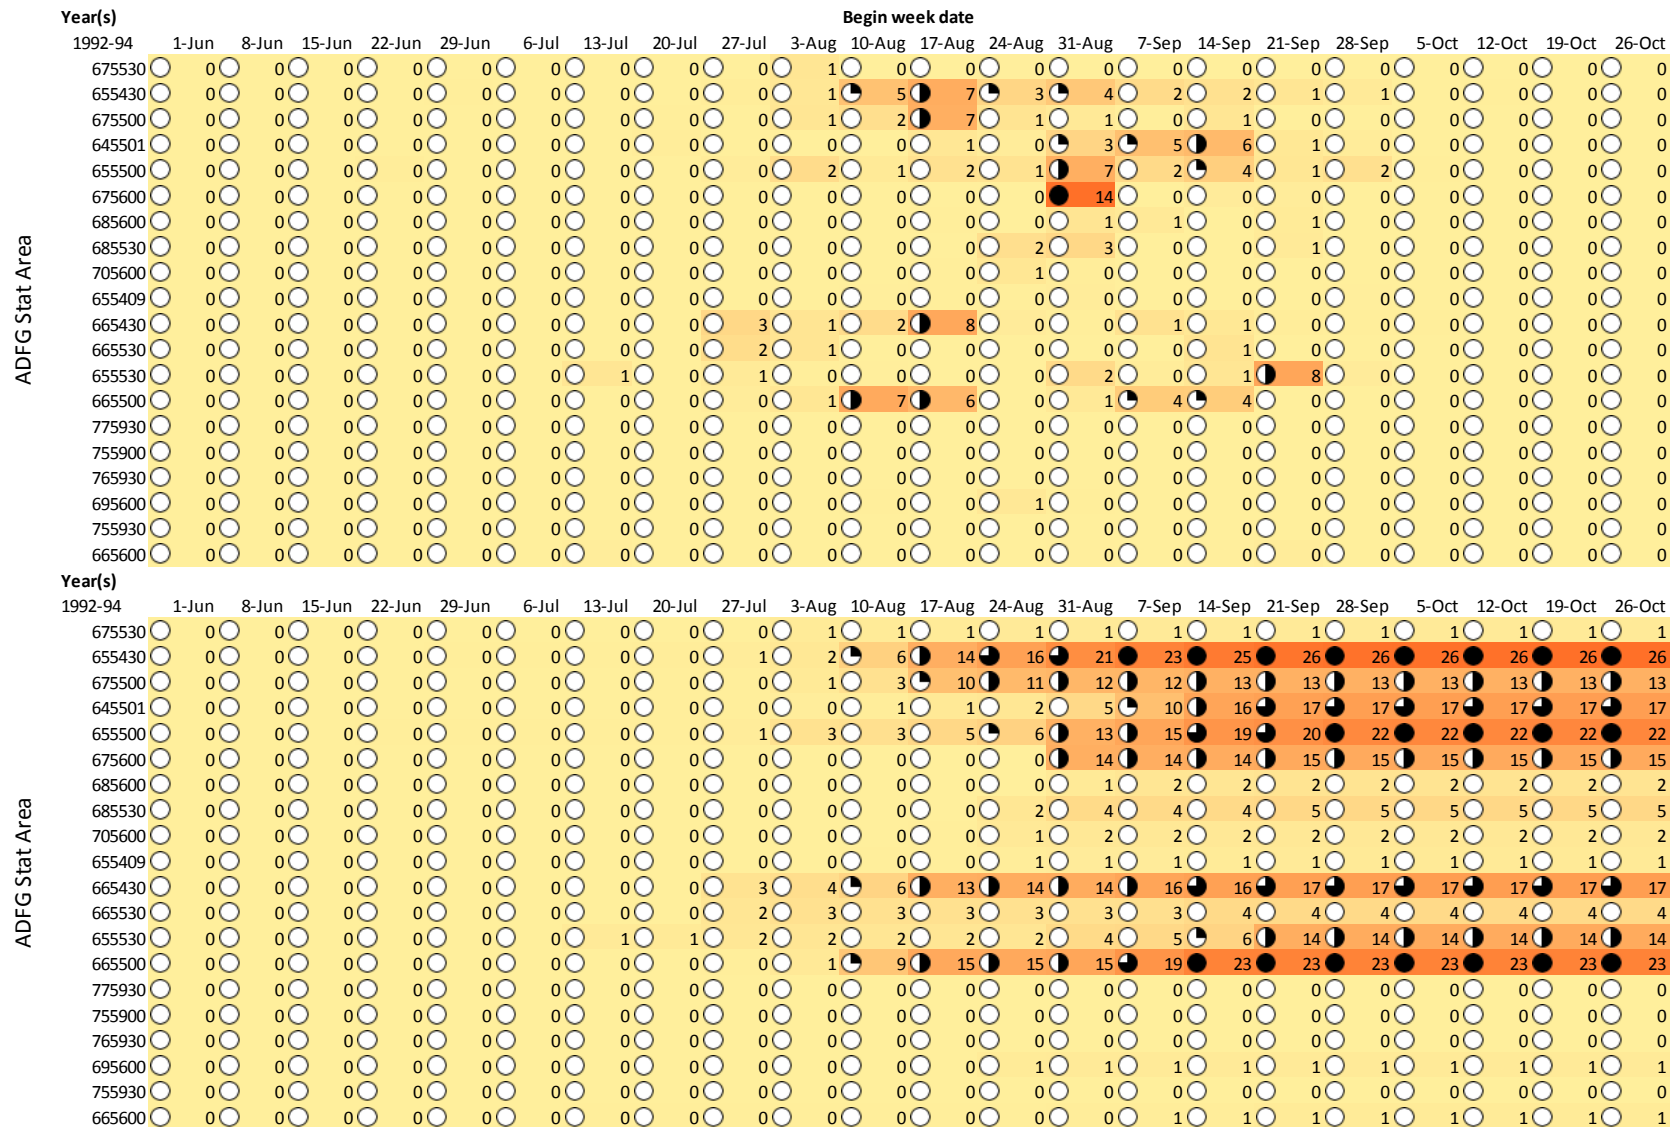 Year(s) Begin week date
1992-94 1-Jun 8-Jun 15-Jun 22-Jun 29-Jun 6-Jul 13-Jul 20-Jul 27-Jul 3-Aug 10-Aug 17-Aug 24-Aug 31-Aug 7-Sep 14-Sep 21-Sep 28-Sep 5-Oct 12-Oct 19-Oct 26-Oct
ADFG Stat Area
675530 0 0 0 0 0 0 0 0 0 1 0 0 0 0 0 0 0 0 0 0 0 0
655430 0 0 0 0 0 0 0 0 0 1 5 7 3 4 2 2 1 1 0 0 0 0
675500 0 0 0 0 0 0 0 0 0 1 2 7 1 1 0 1 0 0 0 0 0 0
645501 0 0 0 0 0 0 0 0 0 0 0 1 0 3 5 6 1 0 0 0 0 0
655500 0 0 0 0 0 0 0 0 0 2 1 2 1 7 2 4 1 2 0 0 0 0
675600 0 0 0 0 0 0 0 0 0 0 0 0 0 14 0 0 0 0 0 0 0 0
685600 0 0 0 0 0 0 0 0 0 0 0 0 0 1 1 0 1 0 0 0 0 0
685530 0 0 0 0 0 0 0 0 0 0 0 0 2 3 0 0 1 0 0 0 0 0
705600 0 0 0 0 0 0 0 0 0 0 0 0 1 0 0 0 0 0 0 0 0 0
655409 0 0 0 0 0 0 0 0 0 0 0 0 0 0 0 0 0 0 0 0 0 0
665430 0 0 0 0 0 0 0 0 3 1 2 8 0 0 1 1 0 0 0 0 0 0
665530 0 0 0 0 0 0 0 0 2 1 0 0 0 0 0 1 0 0 0 0 0 0
655530 0 0 0 0 0 0 1 0 1 0 0 0 0 2 0 1 8 0 0 0 0 0
665500 0 0 0 0 0 0 0 0 0 1 7 6 0 1 4 4 0 0 0 0 0 0
775930 0 0 0 0 0 0 0 0 0 0 0 0 0 0 0 0 0 0 0 0 0 0
755900 0 0 0 0 0 0 0 0 0 0 0 0 0 0 0 0 0 0 0 0 0 0
765930 0 0 0 0 0 0 0 0 0 0 0 0 0 0 0 0 0 0 0 0 0 0
695600 0 0 0 0 0 0 0 0 0 0 0 0 1 0 0 0 0 0 0 0 0 0
755930 0 0 0 0 0 0 0 0 0 0 0 0 0 0 0 0 0 0 0 0 0 0
665600 0 0 0 0 0 0 0 0 0 0 0 0 0 0 0 0 0 0 0 0 0 0
Year(s)
1992-94 1-Jun 8-Jun 15-Jun 22-Jun 29-Jun 6-Jul 13-Jul 20-Jul 27-Jul 3-Aug 10-Aug 17-Aug 24-Aug 31-Aug 7-Sep 14-Sep 21-Sep 28-Sep 5-Oct 12-Oct 19-Oct 26-Oct
ADFG Stat Area
675530 0 0 0 0 0 0 0 0 0 1 1 1 1 1 1 1 1 1 1 1 1 1
655430 0 0 0 0 0 0 0 0 1 2 6 14 16 21 23 25 26 26 26 26 26 26
675500 0 0 0 0 0 0 0 0 0 1 3 10 11 12 12 13 13 13 13 13 13 13
645501 0 0 0 0 0 0 0 0 0 0 1 1 2 5 10 16 17 17 17 17 17 17
655500 0 0 0 0 0 0 0 0 1 3 3 5 6 13 15 19 20 22 22 22 22 22
675600 0 0 0 0 0 0 0 0 0 0 0 0 0 14 14 14 15 15 15 15 15 15
685600 0 0 0 0 0 0 0 0 0 0 0 0 0 1 2 2 2 2 2 2 2 2
685530 0 0 0 0 0 0 0 0 0 0 0 0 2 4 4 4 5 5 5 5 5 5
705600 0 0 0 0 0 0 0 0 0 0 0 0 1 2 2 2 2 2 2 2 2 2
655409 0 0 0 0 0 0 0 0 0 0 0 0 1 1 1 1 1 1 1 1 1 1
665430 0 0 0 0 0 0 0 0 3 4 6 13 14 14 16 16 17 17 17 17 17 17
665530 0 0 0 0 0 0 0 0 2 3 3 3 3 3 3 4 4 4 4 4 4 4
655530 0 0 0 0 0 0 1 1 2 2 2 2 2 4 5 6 14 14 14 14 14 14
665500 0 0 0 0 0 0 0 0 0 1 9 15 15 15 19 23 23 23 23 23 23 23
775930 0 0 0 0 0 0 0 0 0 0 0 0 0 0 0 0 0 0 0 0 0 0
755900 0 0 0 0 0 0 0 0 0 0 0 0 0 0 0 0 0 0 0 0 0 0
765930 0 0 0 0 0 0 0 0 0 0 0 0 0 0 0 0 0 0 0 0 0 0
695600 0 0 0 0 0 0 0 0 0 0 0 0 1 1 1 1 1 1 1 1 1 1
755930 0 0 0 0 0 0 0 0 0 0 0 0 0 0 0 0 0 0 0 0 0 0
665600 0 0 0 0 0 0 0 0 0 0 0 0 0 0 1 1 1 1 1 1 1 1